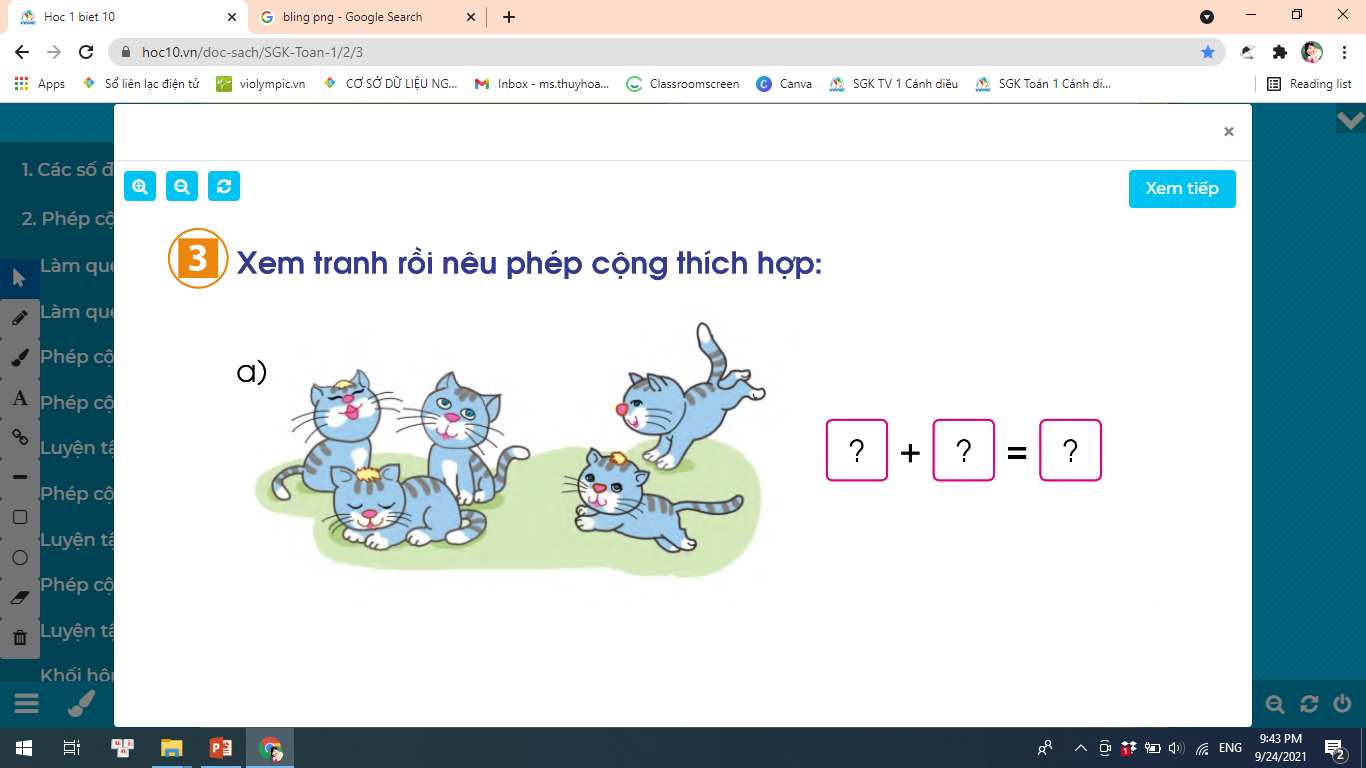 Hoc 1 biet 10
bling png - Google Search
hoc10.vn/doc-sach/SGK-Toan-1/2/3
Apps
Sổ liên lạc điện tử
violympic.vn
CƠ SỞ DỮ LIỆU NG...
Inbox - ms.thuyhoa...
Classroomscreen
Canva
SGK TV 1 Cánh diều
SGK Toán 1 Cánh di...
Reading list
1. Các số đ
2. Phép cộ
Làm que
Làm que
Phép cộ
Phép cộ
Luyện tậ
Phép cộ
Luyện tậ
Phép cộ
Luyện tậ
Khối hộ
Xem tiếp
3 Xem tranh rồi nêu phép cộng thích hợp:
a)
? + ? = ?
ENG
9:43 PM
9/24/2021
2